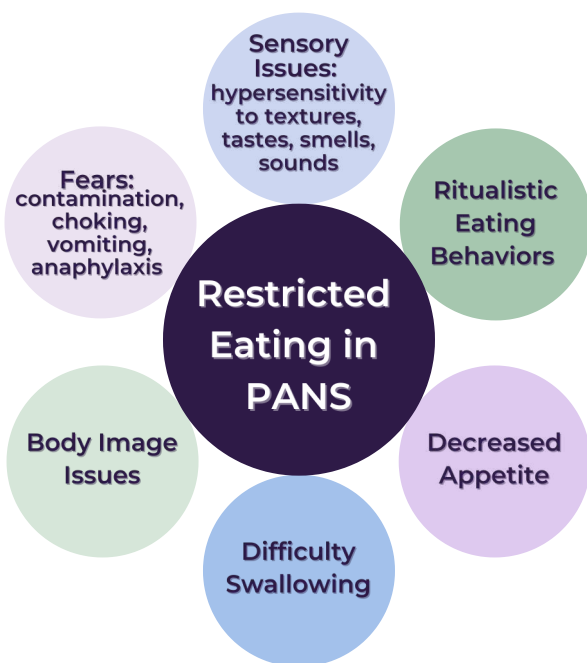 Sensory
Issues:
hypersensitivity
to textures,
tastes, smells,
sounds
Fears:
contamination,
choking,
vomiting,
anaphylaxis
Ritualistic
Eating
Behaviors
Restricted
Eating in
PANS
Body Image
Issues
Decreased
Appetite
Difficulty
Swallowing